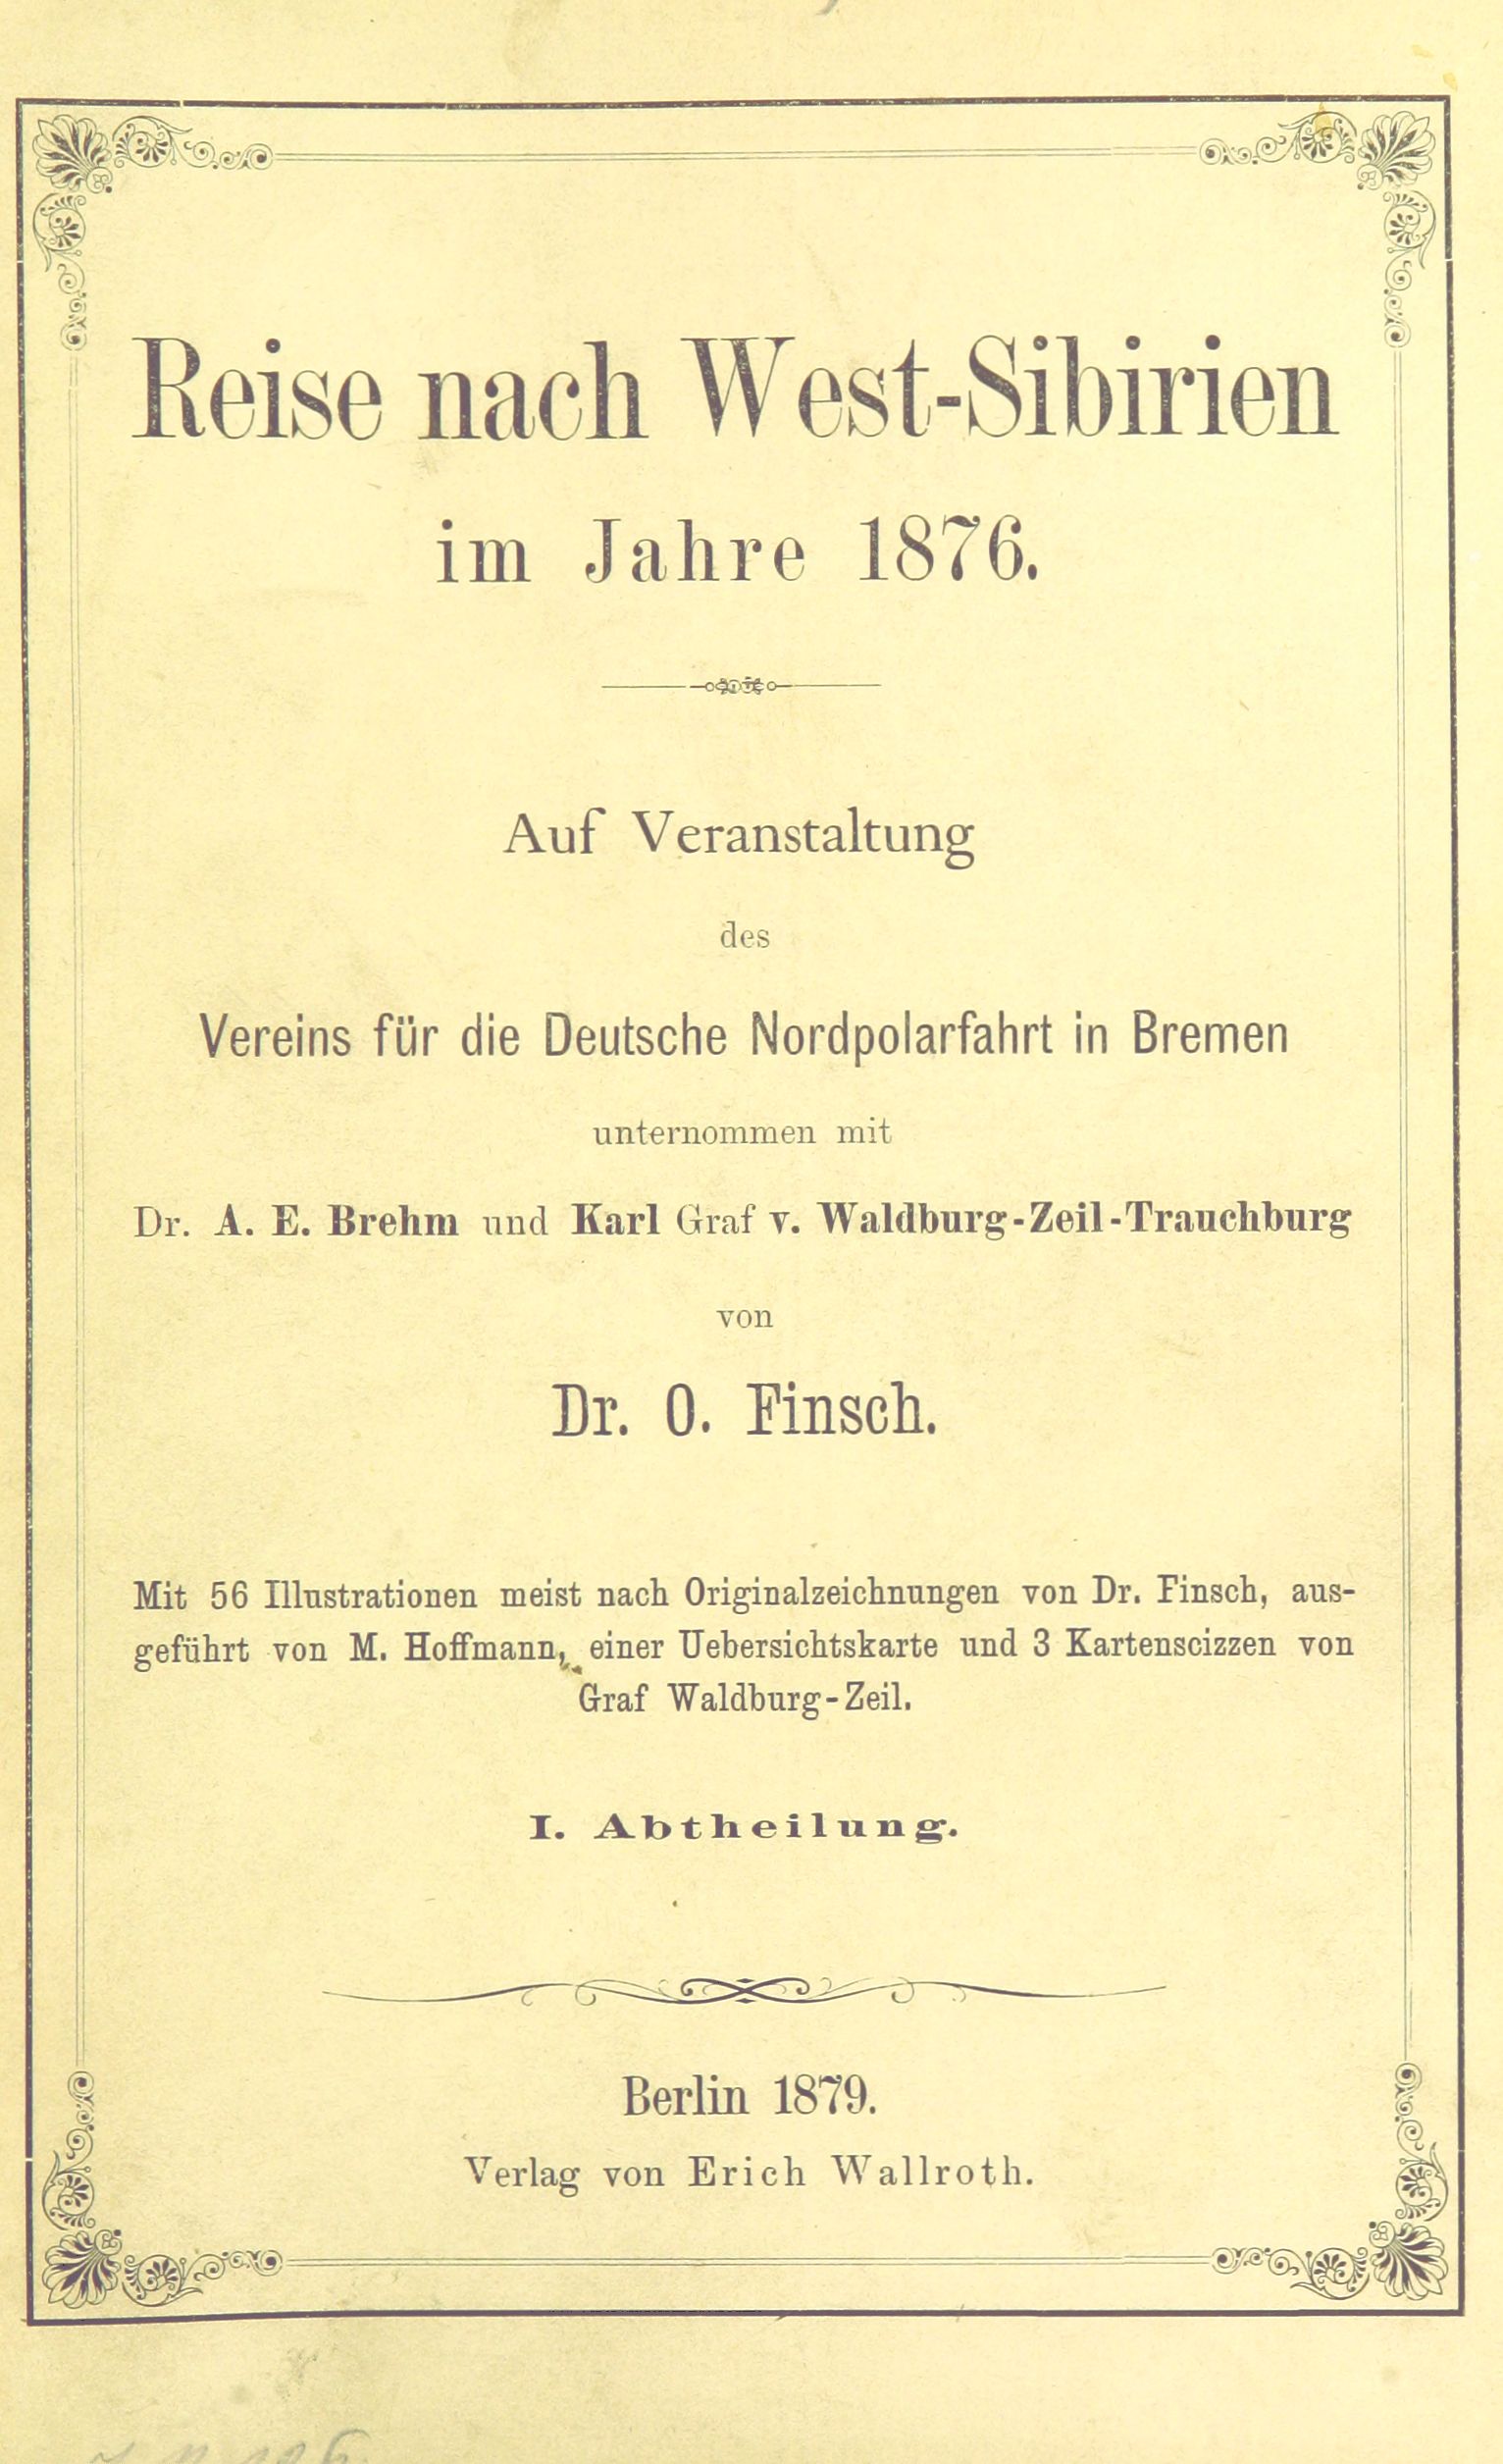 Reise nach West-Sibirien
im Jahre 1876.
Auf Veranstaltung
des
Vereins für die Deutsche Nordpolarfahrt in Bremen
unternommen mit
Dr. A. E. Brehm und Karl Graf v. Waldburg-Zeil-Trauchburg
von
Dr. O. Finsch.
Mit 56 Illustrationen meist nach Originalzeichnungen von Dr. Finsch, aus-
geführt von M. Hoffmann, einer Uebersichtskarte und 3 Kartenscizzen von
Graf Waldburg-Zeil.
I. Abtheilung.
Berlin 1879.
Verlag von Erich Wallroth.